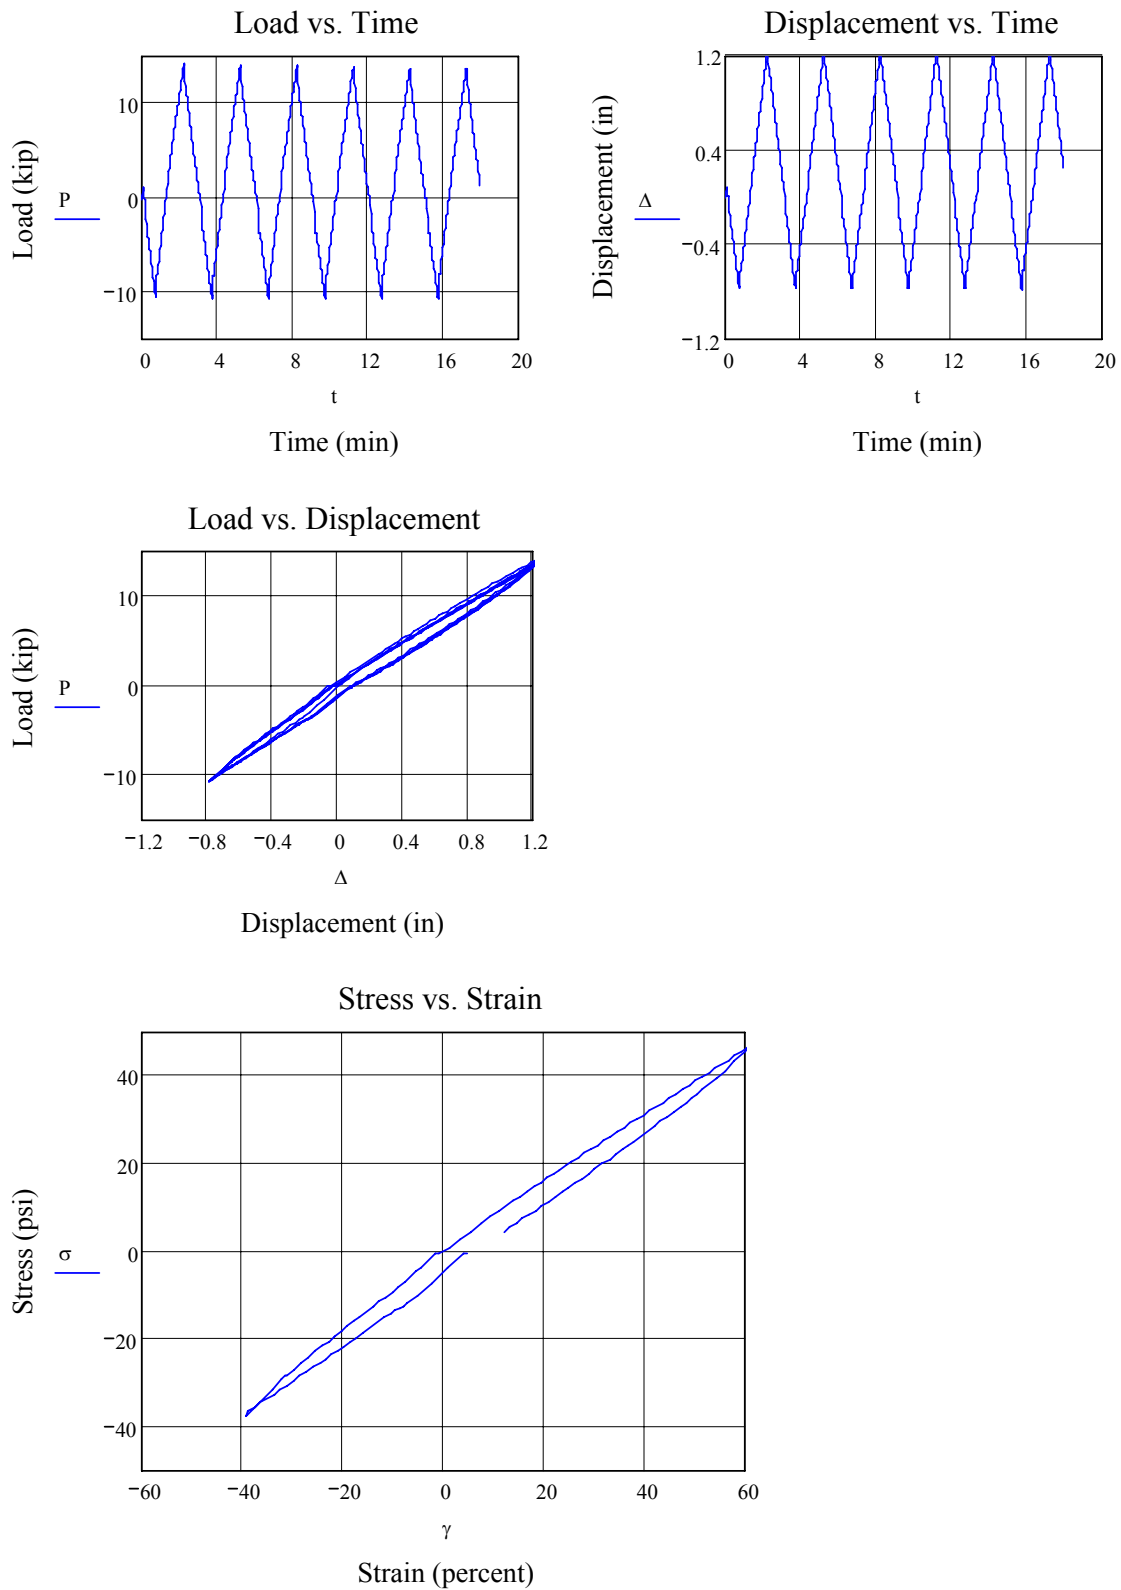 Load vs. Time
Load (kip)
P
10
0
−10
0 4 8 12 16 20
t
Time (min)
Displacement vs. Time
Displacement (in)
Δ
1.2
0.4
−0.4
−1.2
0 4 8 12 16 20
t
Time (min)
Load vs. Displacement
Load (kip)
P
10
0
−10
−1.2 −0.8 −0.4 0 0.4 0.8 1.2
Δ
Displacement (in)
Stress vs. Strain
Stress (psi)
σ
40
20
0
−20
−40
−60 −40 −20 0 20 40 60
γ
Strain (percent)